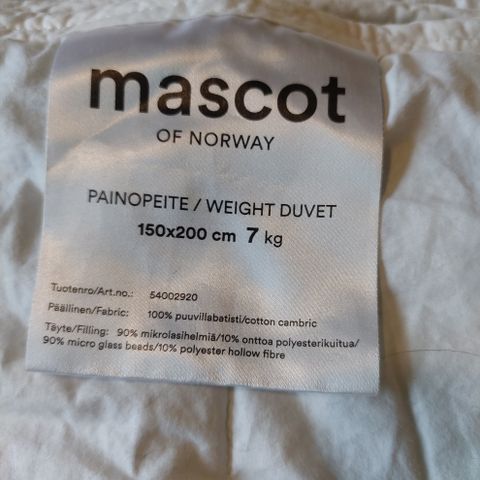 mascot
OF NORWAY
PAINOPEITE / WEIGHT DUVET
150x200 cm 7 kg
Tuotenro/Art.no.: 54002920
Päällinen/Fabric: 100% puuvillabatisti/cotton cambric
Täyte/Filling: 90% mikrolasihelmiä/10% onttoa polyesterikuitua/
90% micro glass beads/10% polyester hollow fibre